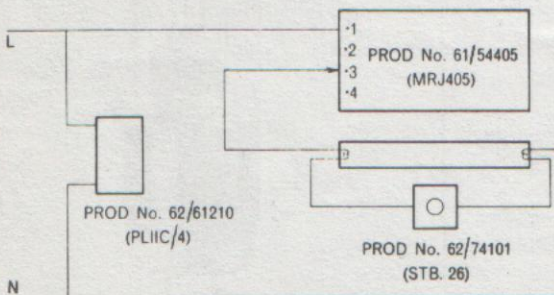 L
·1
·2
·3
·4
PROD No. 61/54405
(MRJ405)
PROD No. 62/61210
(PLIIC/4)
PROD No. 62/74101
(STB. 26)
N